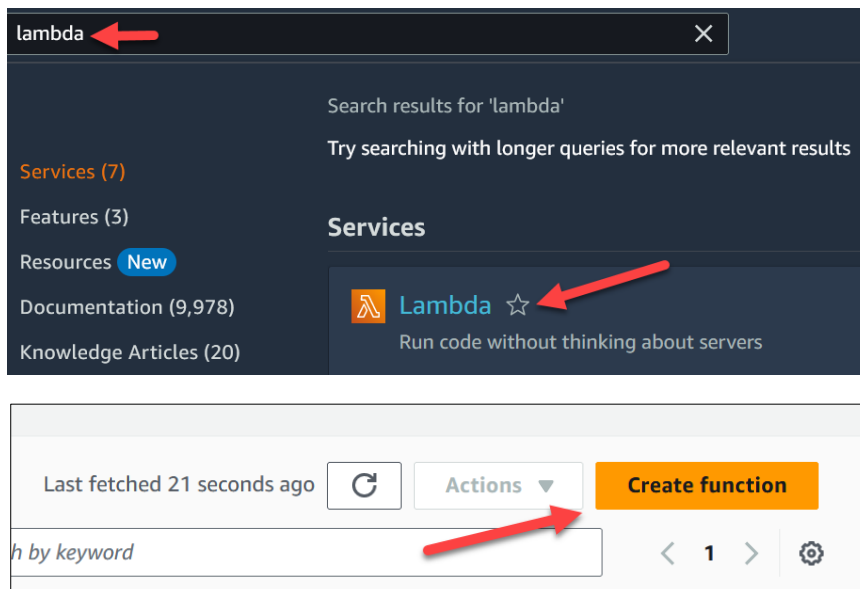 lambda
Search results for 'lambda'
Try searching with longer queries for more relevant results
Services (7)
Features (3)
Services
Resources New
Documentation (9,978)
Lambda
Knowledge Articles (20)
Run code without thinking about servers
Last fetched 21 seconds ago Actions Create function
h by keyword 1